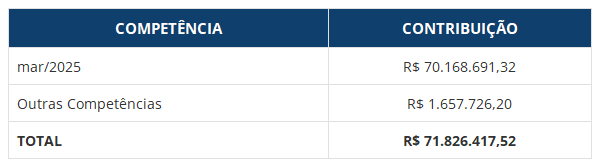 COMPETÊNCIA CONTRIBUIÇÃO
mar/2025 R$ 70.168.691,32
Outras Competências R$ 1.657.726,20
TOTAL R$ 71.826.417,52